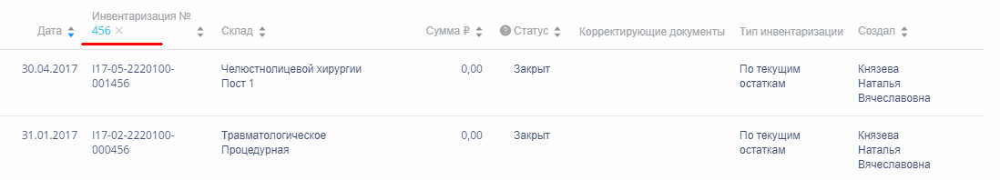 Инвентаризация №
Дата 456 × Склад Сумма ₽ ? Статус Корректирующие документы Тип инвентаризации Создал
30.04.2017 I17-05-2220100- Челюстнолицевой хирургии 0,00 Закрыт По текущим Князева
001456 Пост 1 остаткам Наталья
Вячеславовна
31.01.2017 I17-02-2220100- Травматологическое 0,00 Закрыт По текущим Князева
000456 Процедурная остаткам Наталья
Вячеславовна